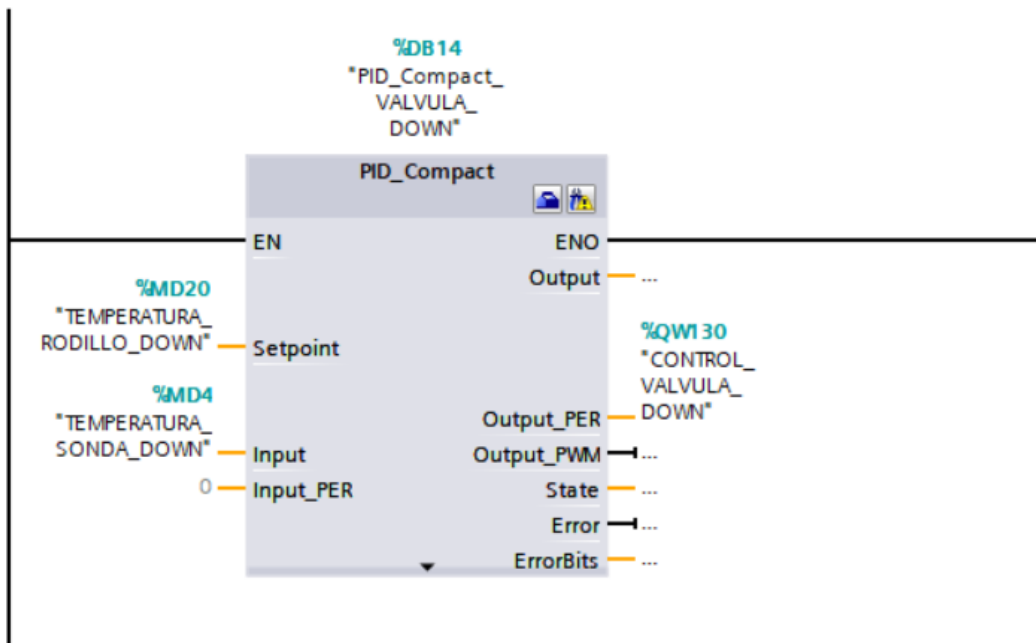 %DB14
"PID_Compact_
VALVULA_
DOWN"
PID_Compact
EN
ENO
Output
...
%MD20
"TEMPERATURA_
RODILLO_DOWN"
Setpoint
%QW130
"CONTROL_
VALVULA_
DOWN"
Output_PER
%MD4
"TEMPERATURA_
SONDA_DOWN"
Input
Output_PWM
...
0
Input_PER
State
...
Error
...
ErrorBits
...